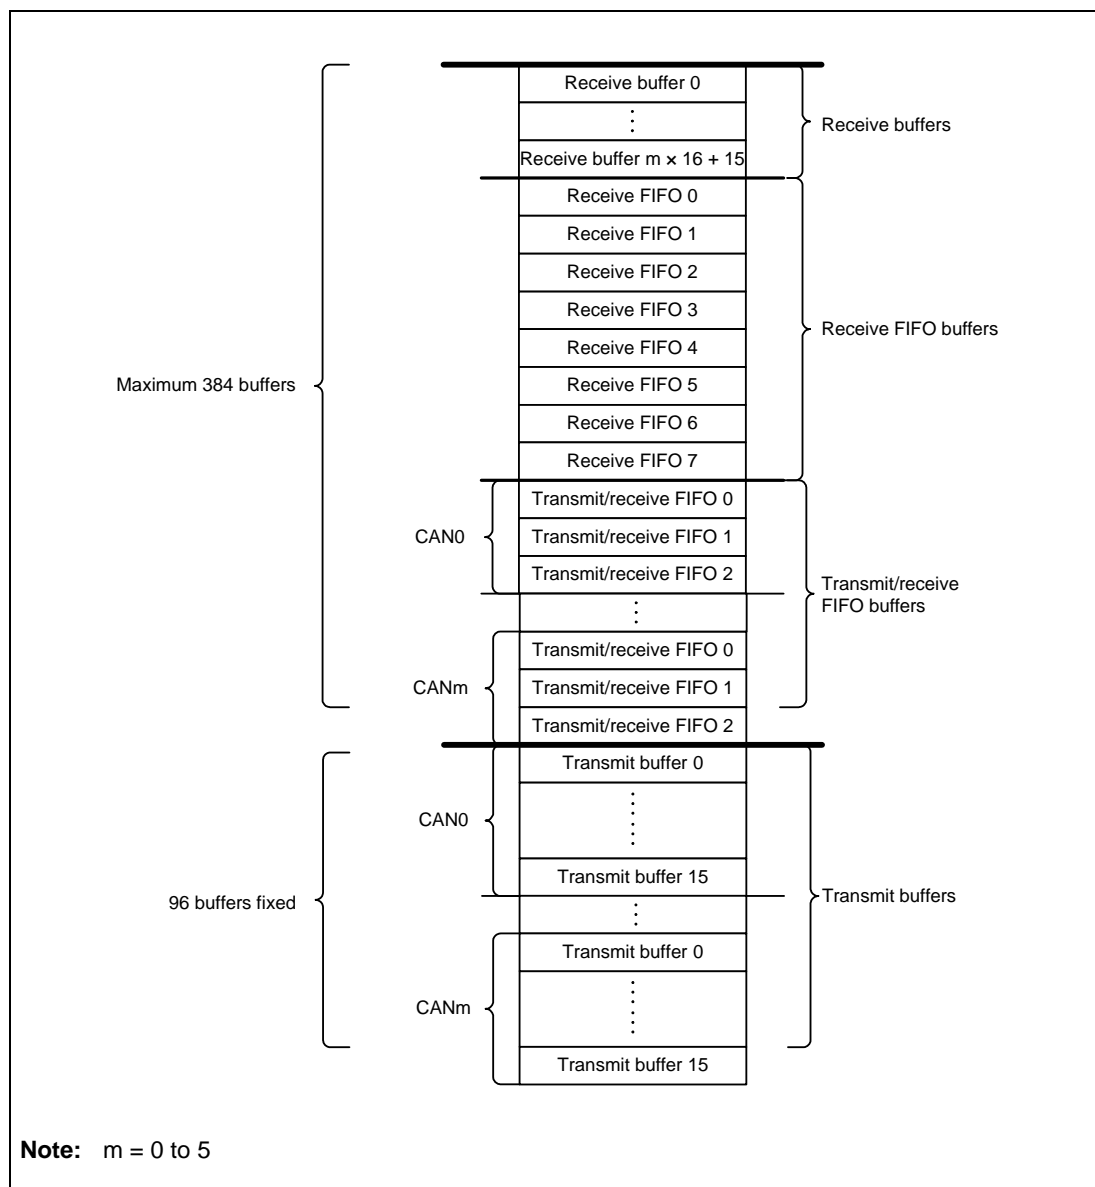 Receive buffer 0
Receive buffers
Receive buffer m × 16 + 15
Receive FIFO 0
Receive FIFO 1
Receive FIFO 2
Receive FIFO 3
Receive FIFO buffers
Receive FIFO 4
Maximum 384 buffers
Receive FIFO 5
Receive FIFO 6
Receive FIFO 7
Transmit/receive FIFO 0
CAN0
Transmit/receive FIFO 1
Transmit/receive FIFO 2
Transmit/receive
FIFO buffers
Transmit/receive FIFO 0
CANm
Transmit/receive FIFO 1
Transmit/receive FIFO 2
Transmit buffer 0
CAN0
Transmit buffer 15
96 buffers fixed
Transmit buffers
Transmit buffer 0
CANm
Transmit buffer 15
Note: m = 0 to 5